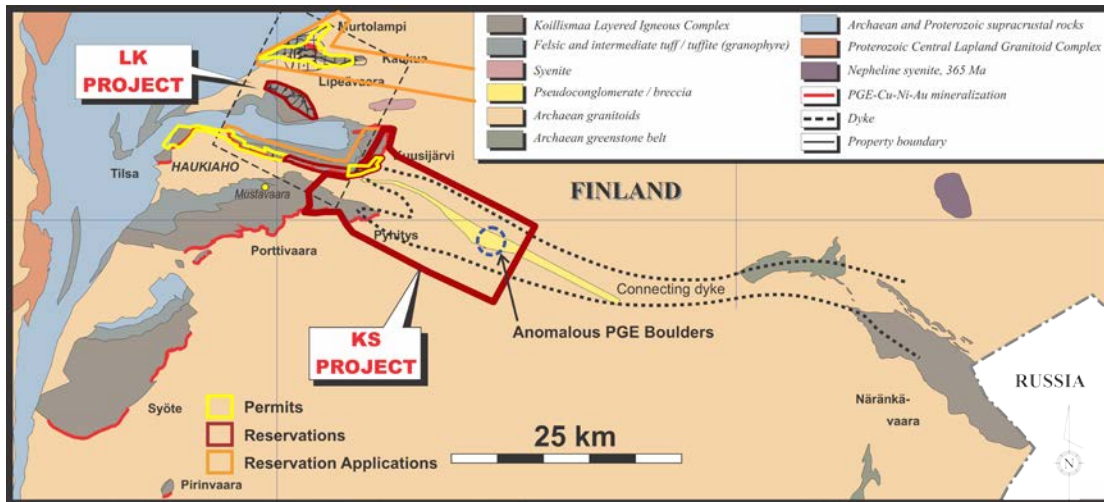 Murtolampi
Kaukua
Lipeävaara
LK
PROJECT
Koillismaa Layered Igneous Complex
Felsic and intermediate tuff / tuffite (granophyre)
Syenite
Pseudoconglomerate / breccia
Archaean granitoids
Archaean greenstone belt
Archaean and Proterozoic supracrustal rocks
Proterozoic Central Lapland Granitoid Complex
Nepheline syenite, 365 Ma
PGE-Cu-Ni-Au mineralization
Dyke
Property boundary
Kuusijärvi
HAUKIAHO
Tilsa
Mustavaara
FINLAND
Pyhitys
Porttivaara
Connecting dyke
Anomalous PGE Boulders
KS
PROJECT
RUSSIA
Syöte
Näränkä-
vaara
Permits
Reservations
Reservation Applications
25 km
Pirinvaara
N